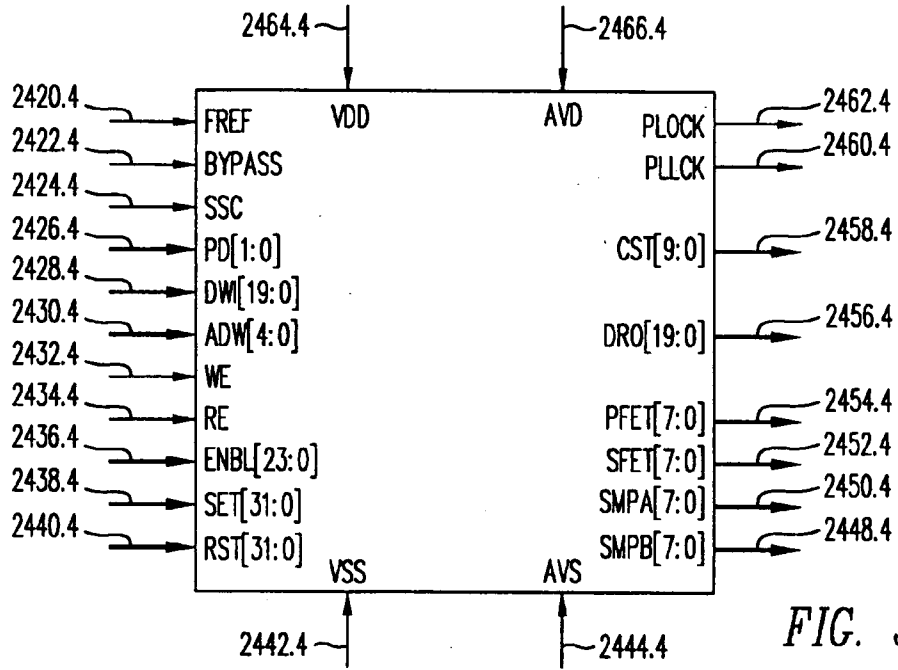 2464.4 2466.4
VDD AVD
2420.4 FREF PLOCK 2462.4
2422.4 BYPASS PLLCK 2460.4
2424.4 SSC
2426.4 PD[1:0] CST[9:0] 2458.4
2428.4 DWI[19:0]
2430.4 ADW[4:0] DRO[19:0] 2456.4
2432.4 WE
2434.4 RE PFET[7:0] 2454.4
2436.4 ENBL[23:0] SFET[7:0] 2452.4
2438.4 SET[31:0] SMPA[7:0] 2450.4
2440.4 RST[31:0] SMPB[7:0] 2448.4
VSS AVS
2442.4 2444.4
FIG.